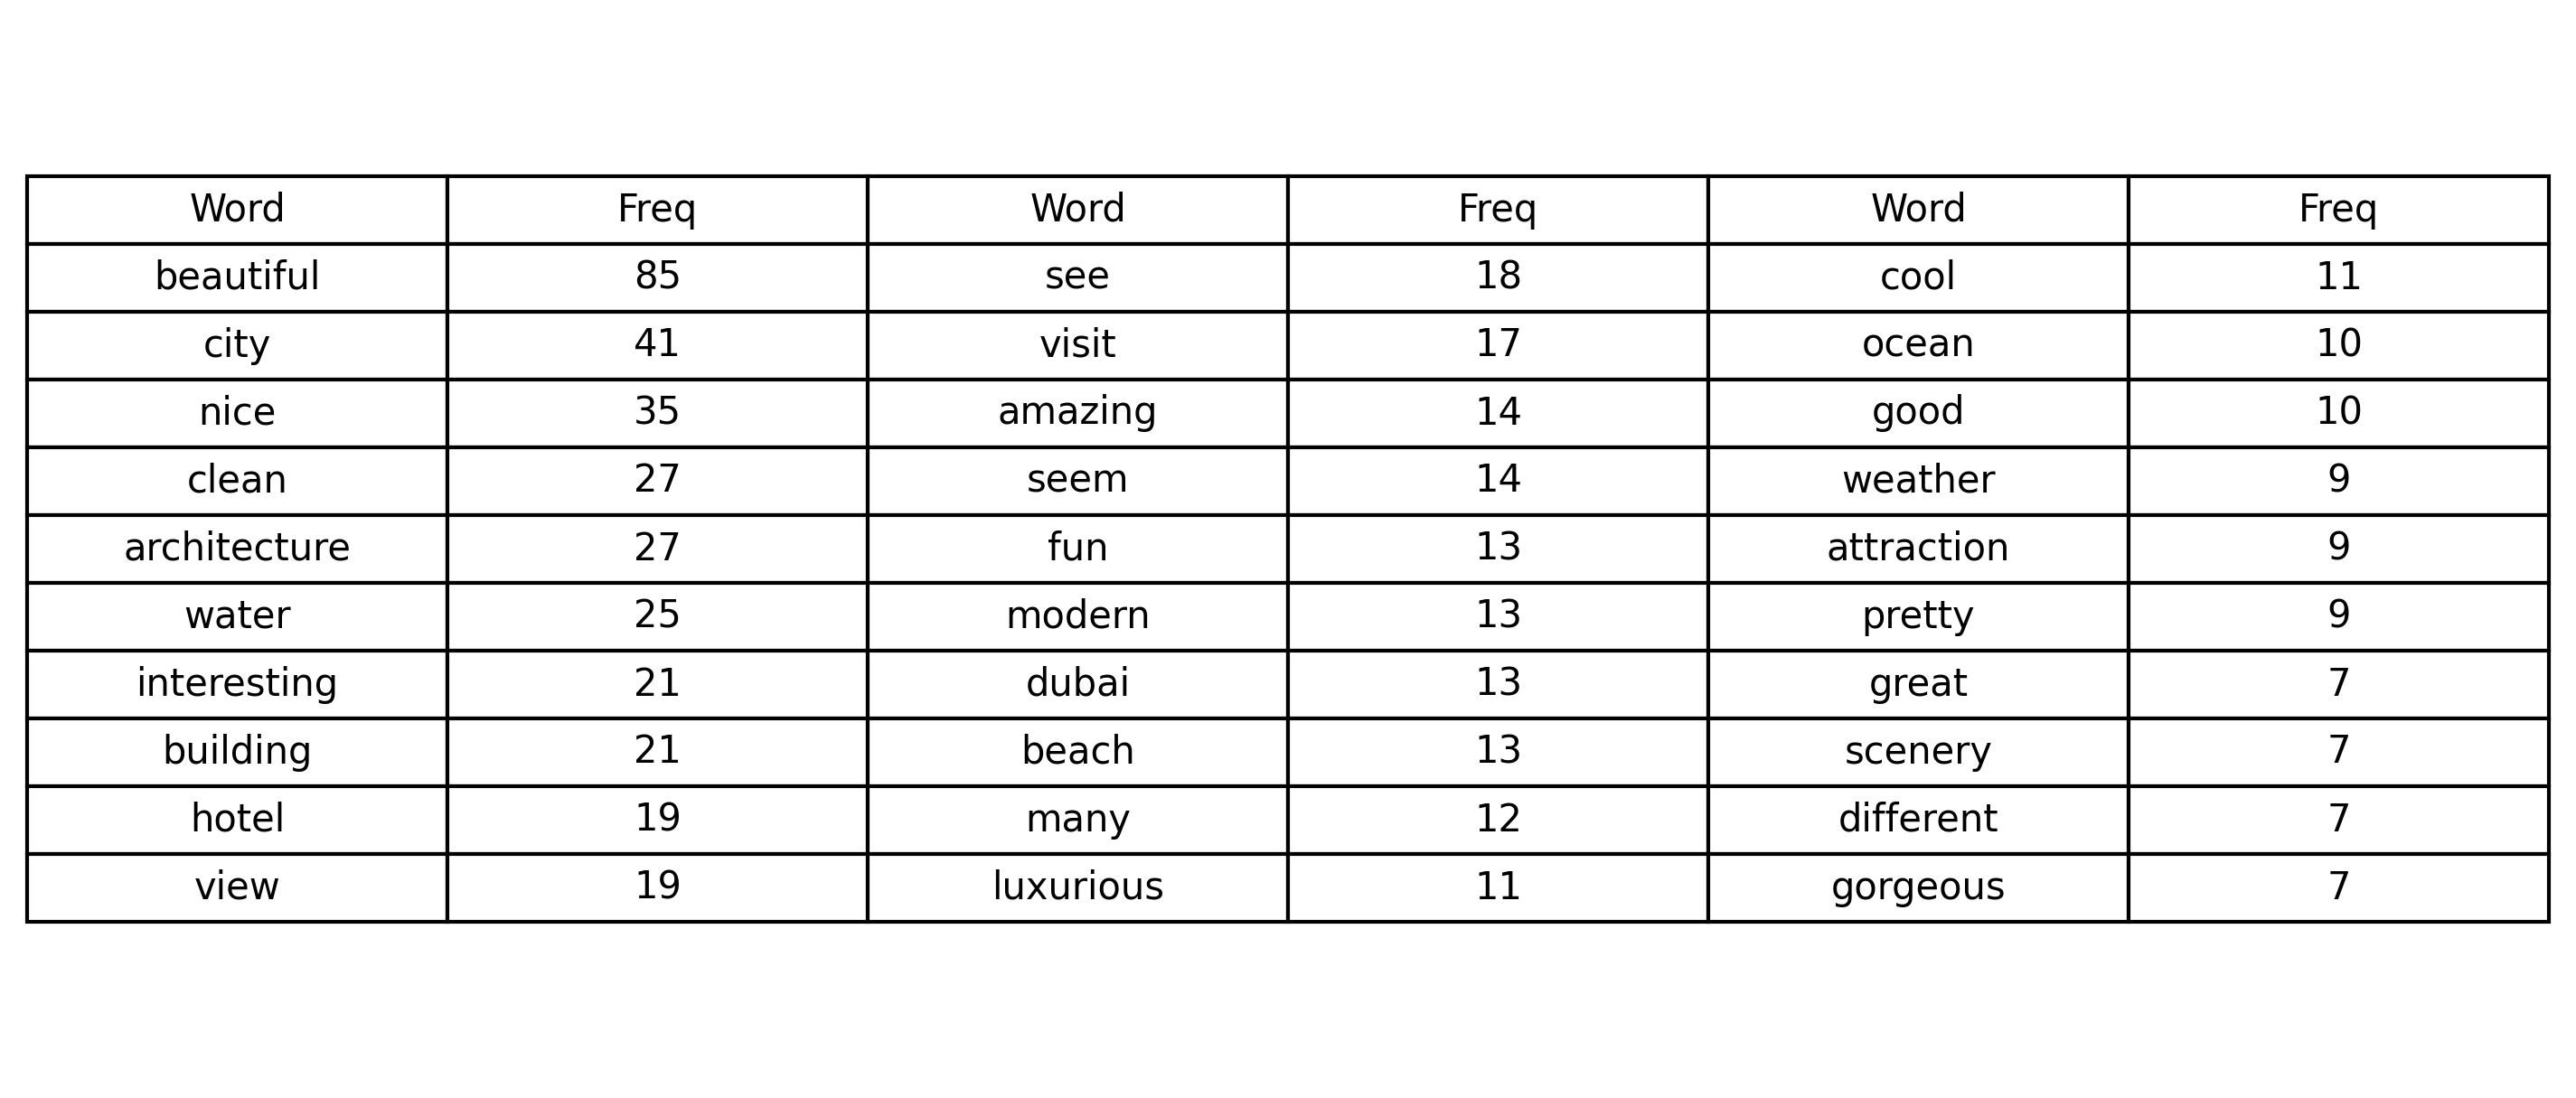 Word Freq Word Freq Word Freq
beautiful 85 see 18 cool 11
city 41 visit 17 ocean 10
nice 35 amazing 14 good 10
clean 27 seem 14 weather 9
architecture 27 fun 13 attraction 9
water 25 modern 13 pretty 9
interesting 21 dubai 13 great 7
building 21 beach 13 scenery 7
hotel 19 many 12 different 7
view 19 luxurious 11 gorgeous 7